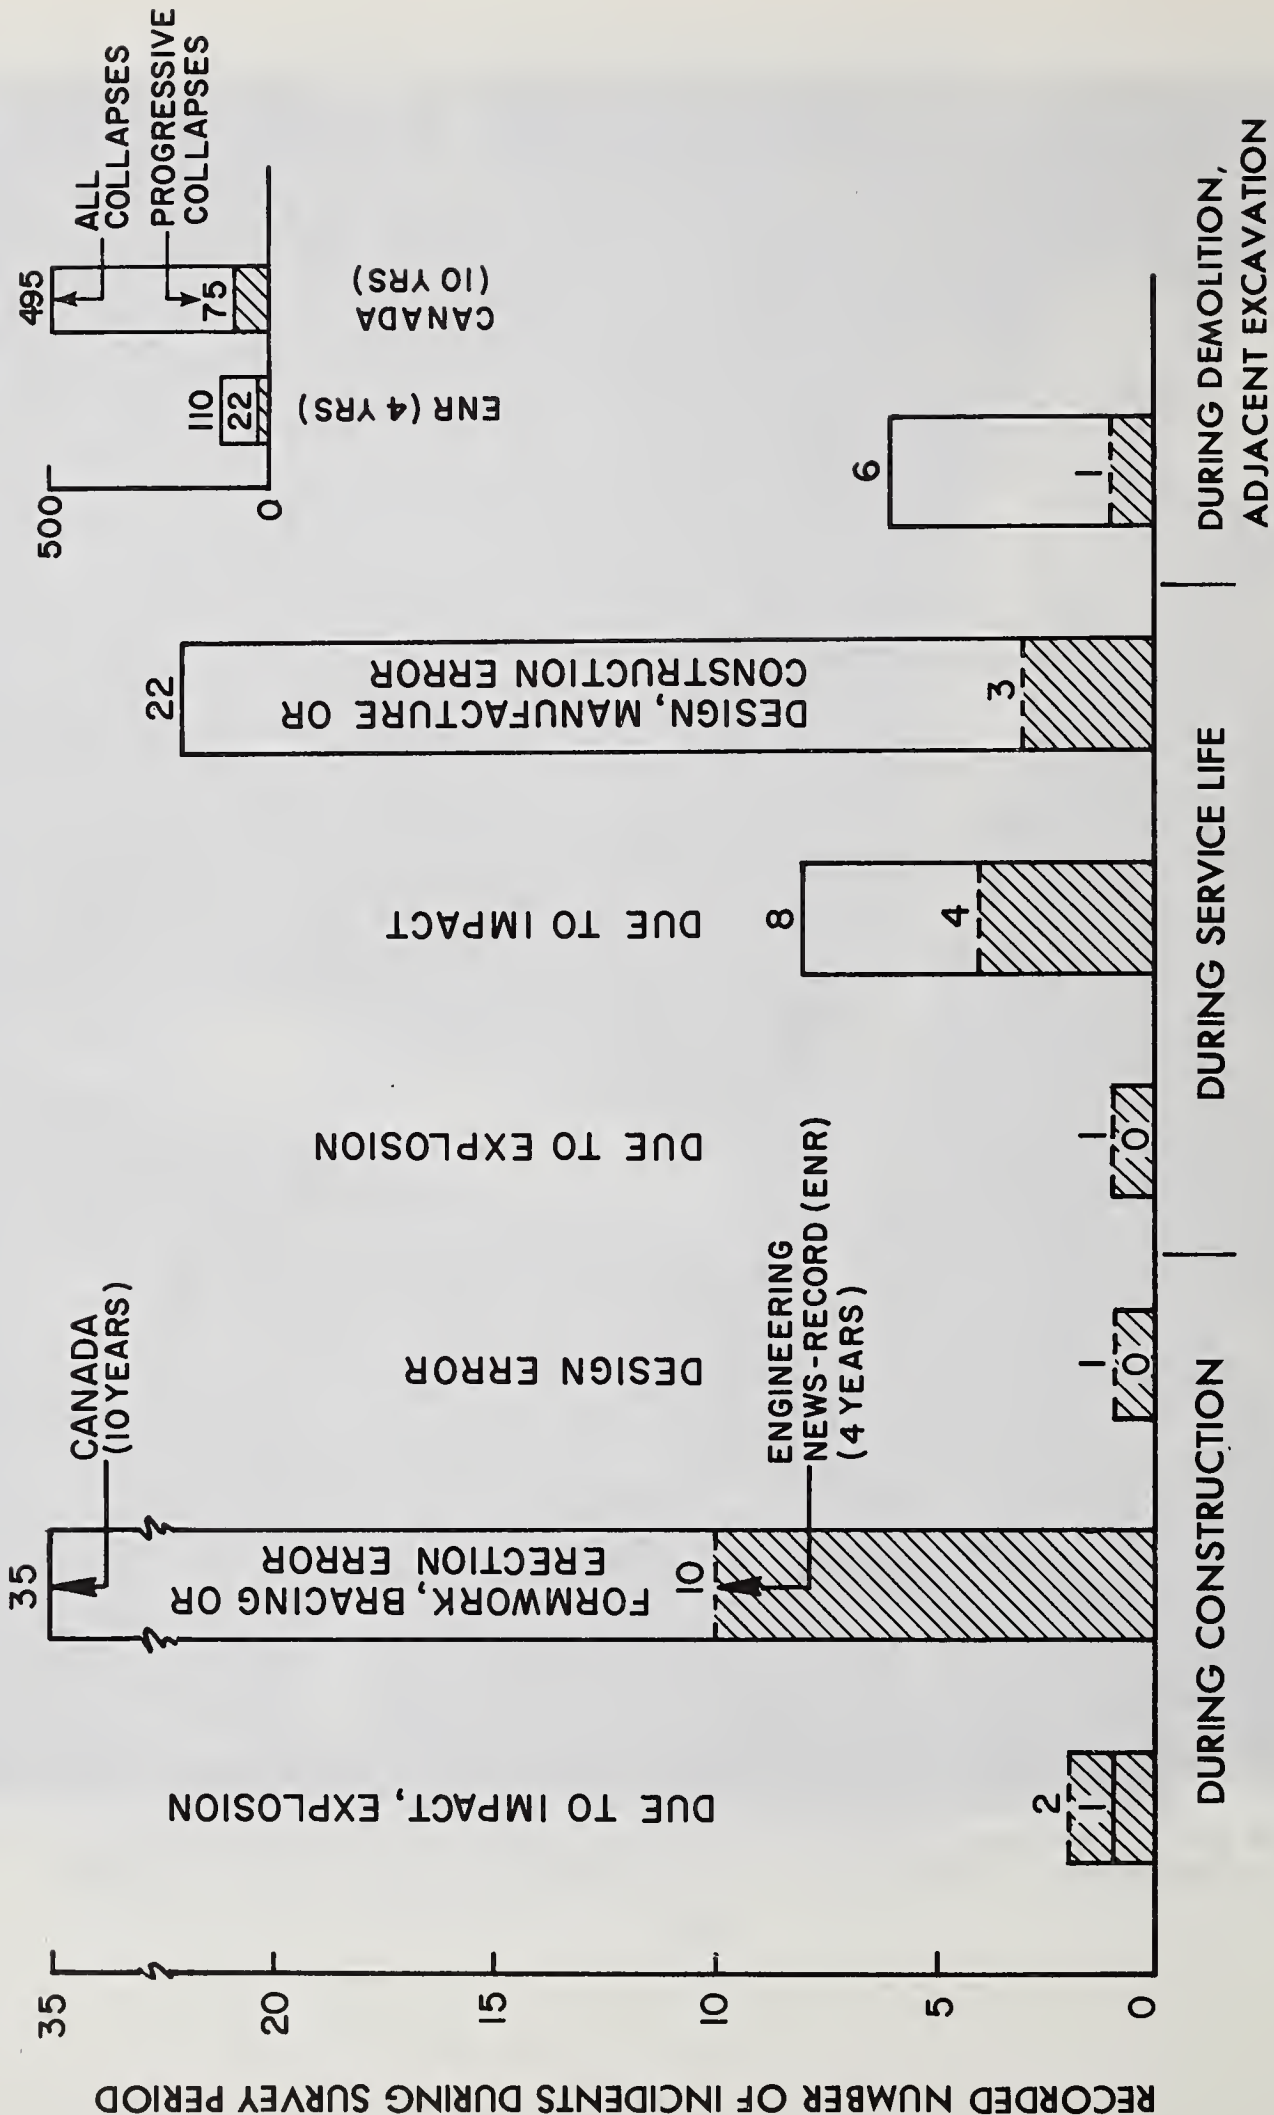 RECORDED NUMBER OF INCIDENTS DURING SURVEY PERIOD
35
20
15
10
5
0
DUE TO IMPACT, EXPLOSION
2
1
35
CANADA
(10 YEARS)
FORMWORK, BRACING OR
ERECTION ERROR
10
ENGINEERING
NEWS-RECORD (ENR)
(4 YEARS)
DESIGN ERROR
1
0
DUE TO EXPLOSION
1
0
DUE TO IMPACT
8
4
22
DESIGN, MANUFACTURE OR
CONSTRUCTION ERROR
3
6
1
DURING CONSTRUCTION
DURING SERVICE LIFE
DURING DEMOLITION,
ADJACENT EXCAVATION
500
0
110
22
ENR (4 YRS)
495
75
CANADA
(10 YRS)
ALL
COLLAPSES
PROGRESSIVE
COLLAPSES